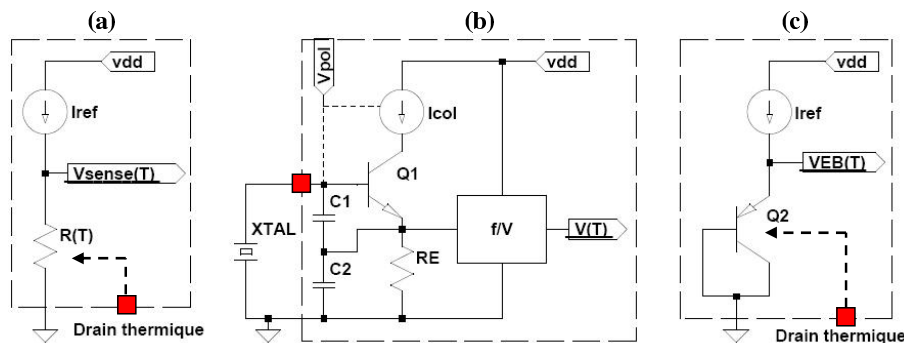 (a)
vdd
Iref
Vsense(T)
R(T)
Drain thermique
(b)
Vpol
vdd
Icol
Q1
C1
XTAL
f/V
V(T)
RE
C2
(c)
vdd
Iref
VEB(T)
Q2
Drain thermique